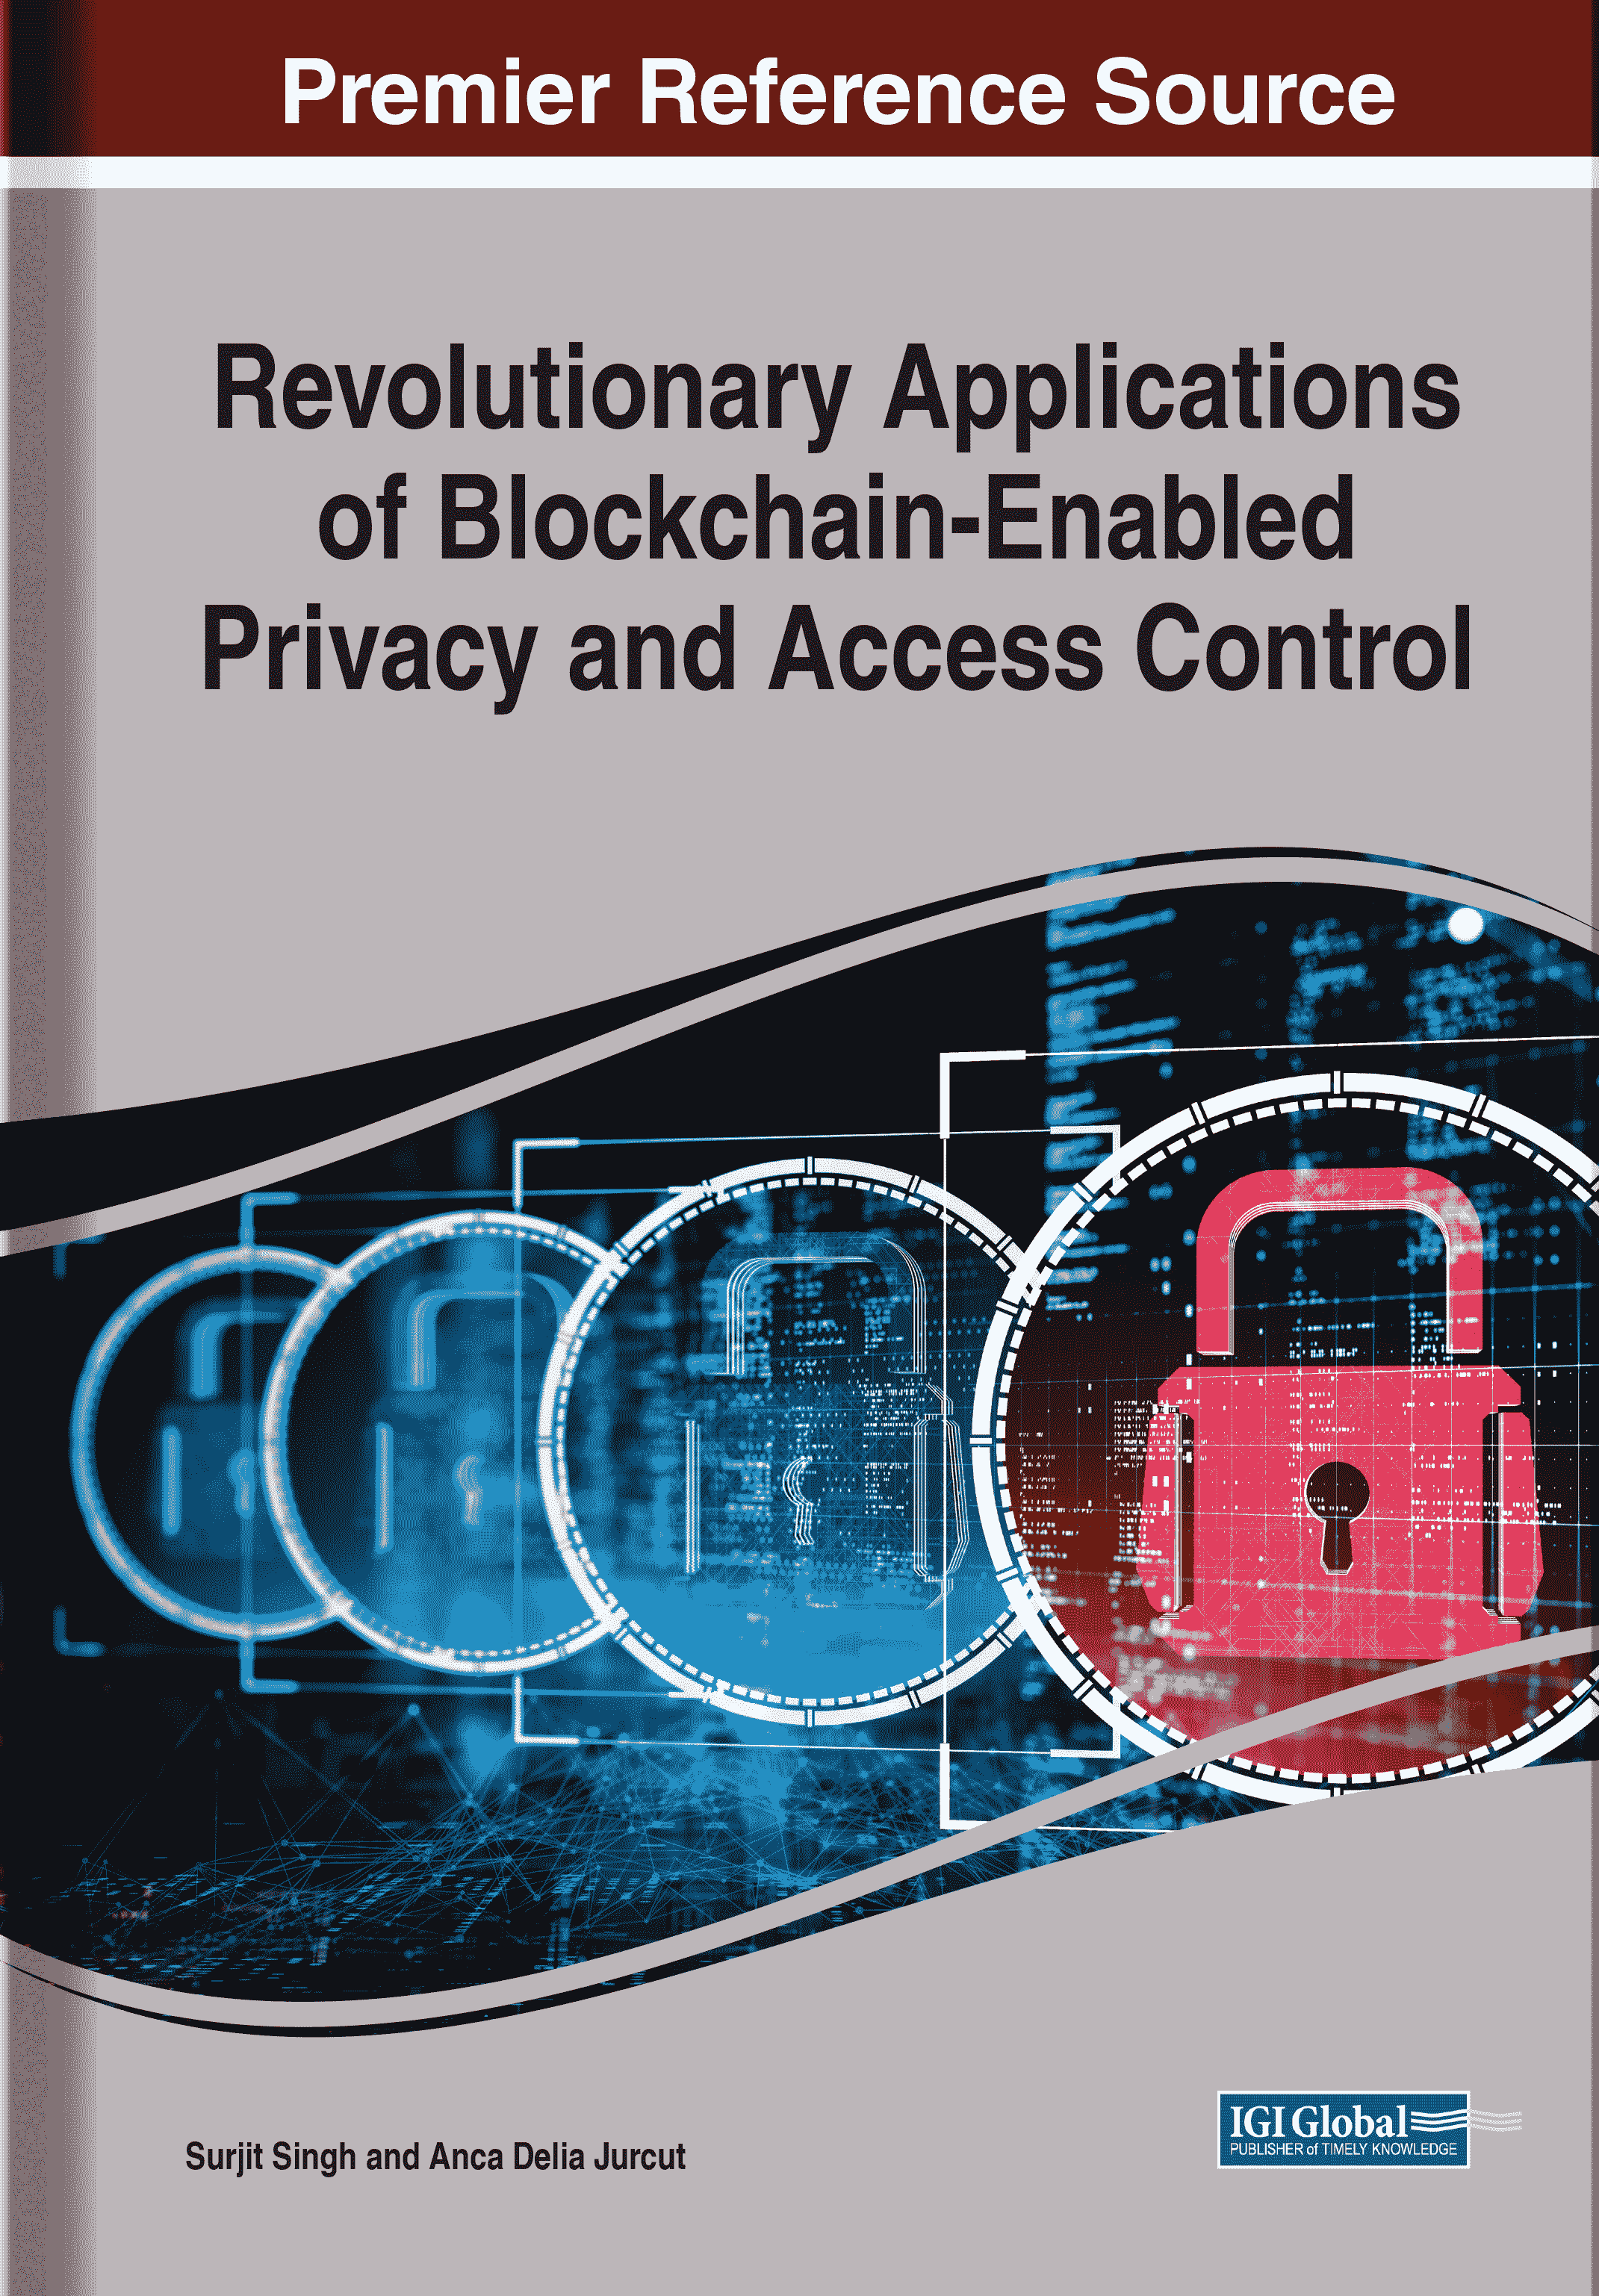 Premier Reference Source
Revolutionary Applications
of Blockchain-Enabled
Privacy and Access Control
Surjit Singh and Anca Delia Jurcut
IGI Global
PUBLISHER of TIMELY KNOWLEDGE